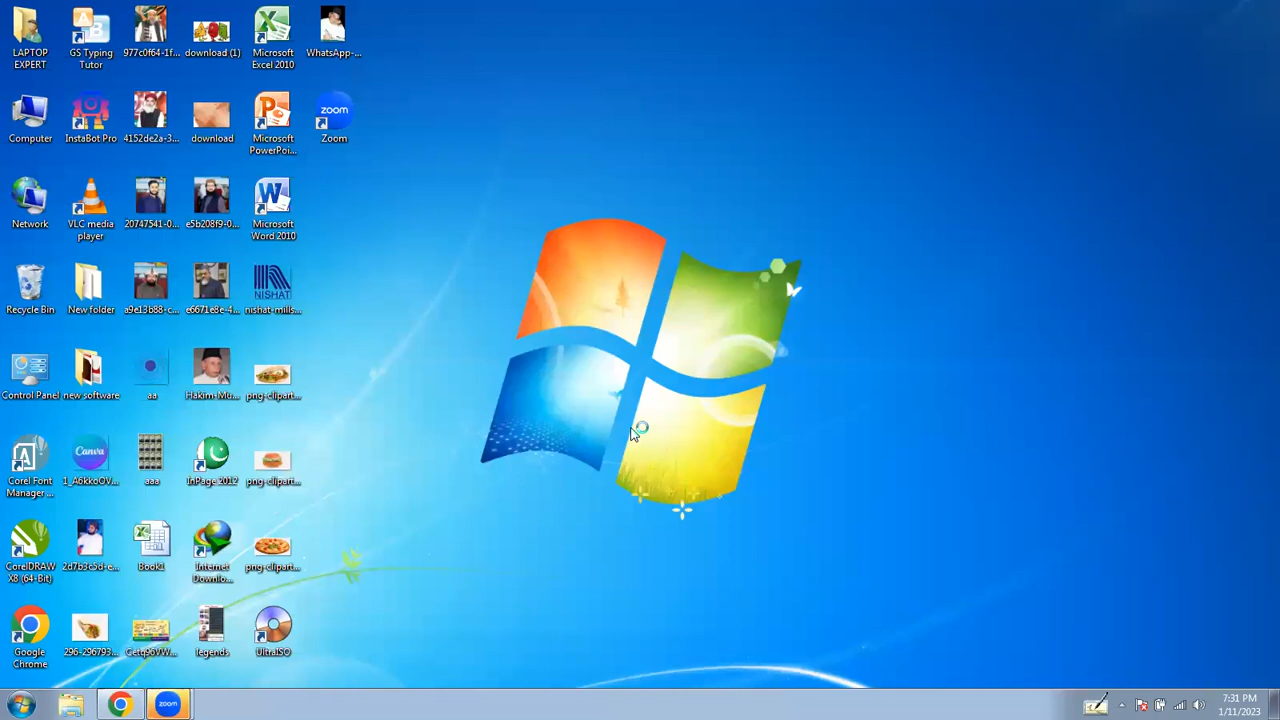 LAPTOP
EXPERT
GS Typing
Tutor
977c0f64-1f...
download (1)
Microsoft
Excel 2010
WhatsApp-...
Computer
InstaBot Pro
4152de2a-3...
download
Microsoft
PowerPoi...
zoom
Zoom
Network
VLC media
player
20747541-0...
e5b208f9-0...
Microsoft
Word 2010
Recycle Bin
New folder
a9e13b88-c...
e6671e8e-4...
NISHAT
nishat-mills...
Control Panel
new software
aa
Hakim-Mu...
png-clipart...
Corel Font
Manager ...
Canva
1_A6kkoOV...
aaa
InPage 2012
png-clipart...
CorelDRAW
X8 (64-Bit)
2d7b3c5d-e...
Book1
Internet
Downlo...
png-clipart...
Google
Chrome
296-296793...
Cetq96VW...
legends
UltraISO
zoom
7:31 PM
1/11/2023